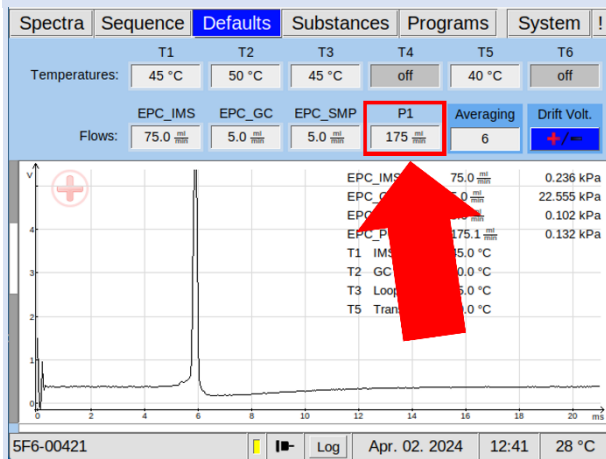 Spectra Sequence Defaults Substances Programs System !
T1 T2 T3 T4 T5 T6
Temperatures: 45 °C 50 °C 45 °C off 40 °C off
EPC_IMS EPC_GC EPC_SMP P1 Averaging Drift Volt.
Flows: 75.0 ml/min 5.0 ml/min 5.0 ml/min 175 ml/min 6 +/-
V
EPC_IMS 75.0 ml/min 0.236 kPa
22.555 kPa
0.102 kPa
175.1 ml/min 0.132 kPa
T1
T2 GC
T3 Loop
T5
4
3
2
1
0
0 2 4 6 8 10 12 14 16 18 20 ms
5F6-00421 Log Apr. 02. 2024 12:41 28 °C